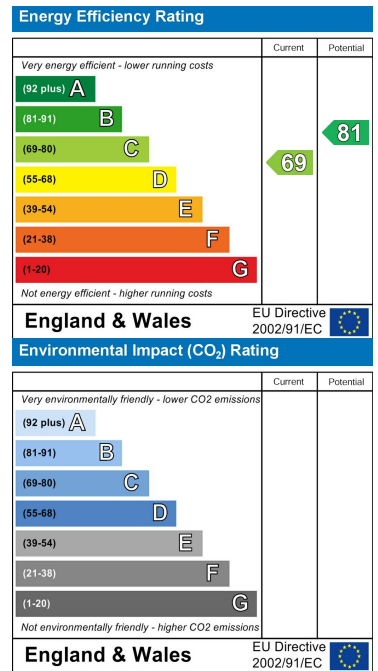 Energy Efficiency Rating
Current Potential
Very energy efficient - lower running costs
(92 plus) A
(81-91) B
81
(69-80) C
69
(55-68) D
(39-54) E
(21-38) F
(1-20) G
Not energy efficient - higher running costs
England & Wales
EU Directive
2002/91/EC
Environmental Impact (CO₂) Rating
Current Potential
Very environmentally friendly - lower CO2 emissions
(92 plus) A
(81-91) B
(69-80) C
(55-68) D
(39-54) E
(21-38) F
(1-20) G
Not environmentally friendly - higher CO2 emissions
England & Wales
EU Directive
2002/91/EC